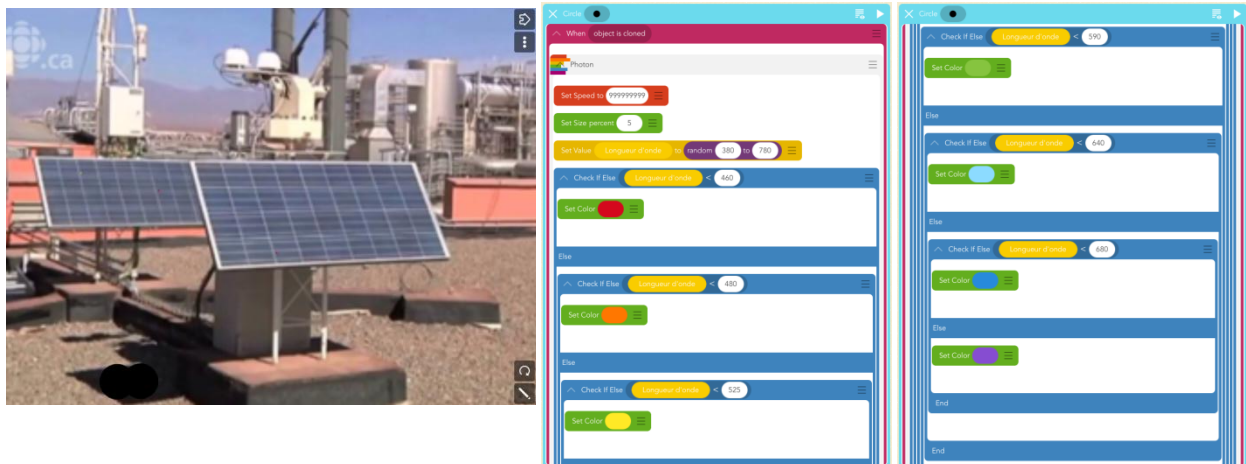 .ca
Circle
When object is cloned
Photon
Set Speed to 999999999
Set Size percent 5
Set Value Longueur d'onde to random 380 to 780
Check If Else Longueur d'onde < 460
Set Color
Else
Check If Else Longueur d'onde < 480
Set Color
Else
Check If Else Longueur d'onde < 525
Set Color
Circle
Check If Else Longueur d'onde < 590
Set Color
Else
Check If Else Longueur d'onde < 640
Set Color
Else
Check If Else Longueur d'onde < 680
Set Color
Else
Set Color
End
End